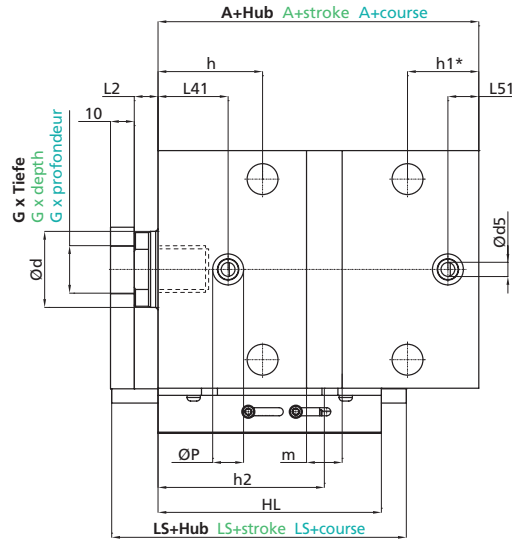 A+Hub A+stroke A+course
h
h1*
L2
L41
L51
10
G x Tiefe
G x depth
G x profondeur
Ød
Ød5
ØP
m
h2
HL
LS+Hub LS+stroke LS+course